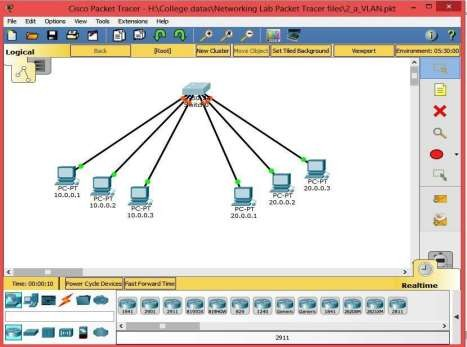 Cisco Packet Tracer - H:\College datas\Networking Lab Packet Tracer files\2_a_VLAN.pkt
File Edit Options View Tools Extensions Help
Logical Back [Root] New Cluster Move Object Set Tiled Background Viewport Environment: 05:30:00
PC-PT
10.0.0.1
PC-PT
10.0.0.2
PC-PT
10.0.0.3
PC-PT
20.0.0.1
PC-PT
20.0.0.2
PC-PT
20.0.0.3
Time: 00:00:10 Power Cycle Devices Fast Forward Time Realtime
1841 2901 2911 819IOX 819HGW 829 1240 Generic Generic 1841 2620XM 2621XM 2811
2911